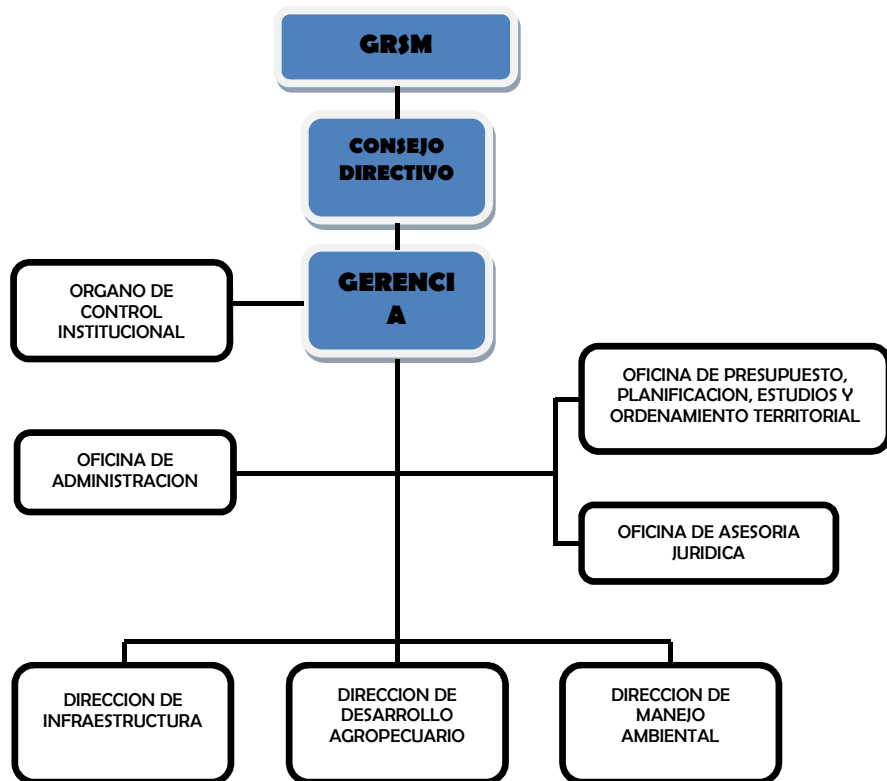 GRSM
CONSEJO
DIRECTIVO
GERENCI
A
ORGANO DE
CONTROL
INSTITUCIONAL
OFICINA DE PRESUPUESTO,
PLANIFICACION, ESTUDIOS Y
ORDENAMIENTO TERRITORIAL
OFICINA DE
ADMINISTRACION
OFICINA DE ASESORIA
JURIDICA
DIRECCION DE
INFRAESTRUCTURA
DIRECCION DE
DESARROLLO
AGROPECUARIO
DIRECCION DE
MANEJO
AMBIENTAL